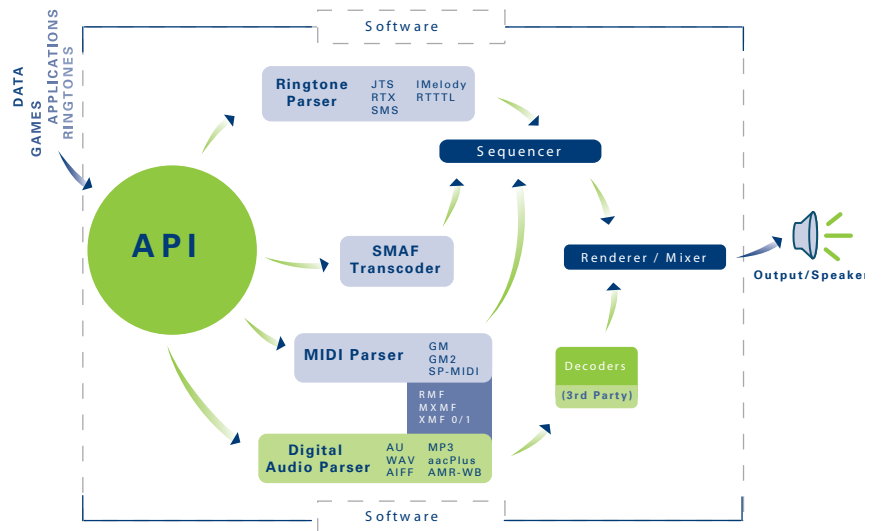 Software
DATA
GAMES
APPLICATIONS
RINGTONES
Ringtone
Parser
JTS
RTX
SMS
IMelody
RTTTL
Sequencer
API
SMAF
Transcoder
Renderer / Mixer
Output/Speaker
MIDI Parser
GM
GM2
SP-MIDI
Decoders
(3rd Party)
RMF
MXMF
XMF 0/1
Digital
Audio Parser
AU
WAV
AIFF
MP3
aacPlus
AMR-WB
Software